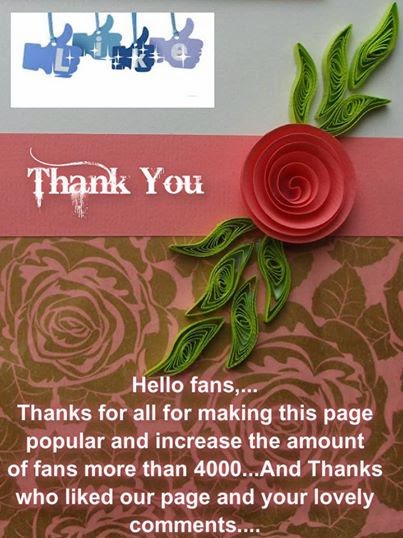 Like
Thank You
Hello fans,...
Thanks for all for making this page
popular and increase the amount
of fans more than 4000...And Thanks
who liked our page and your lovely
comments....